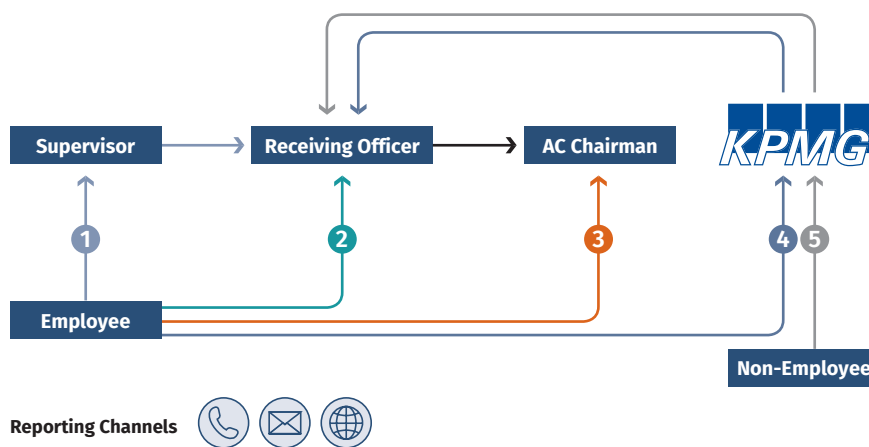 Supervisor
Receiving Officer
AC Chairman
KPMG
1
2
3
4
5
Employee
Non-Employee
Reporting Channels